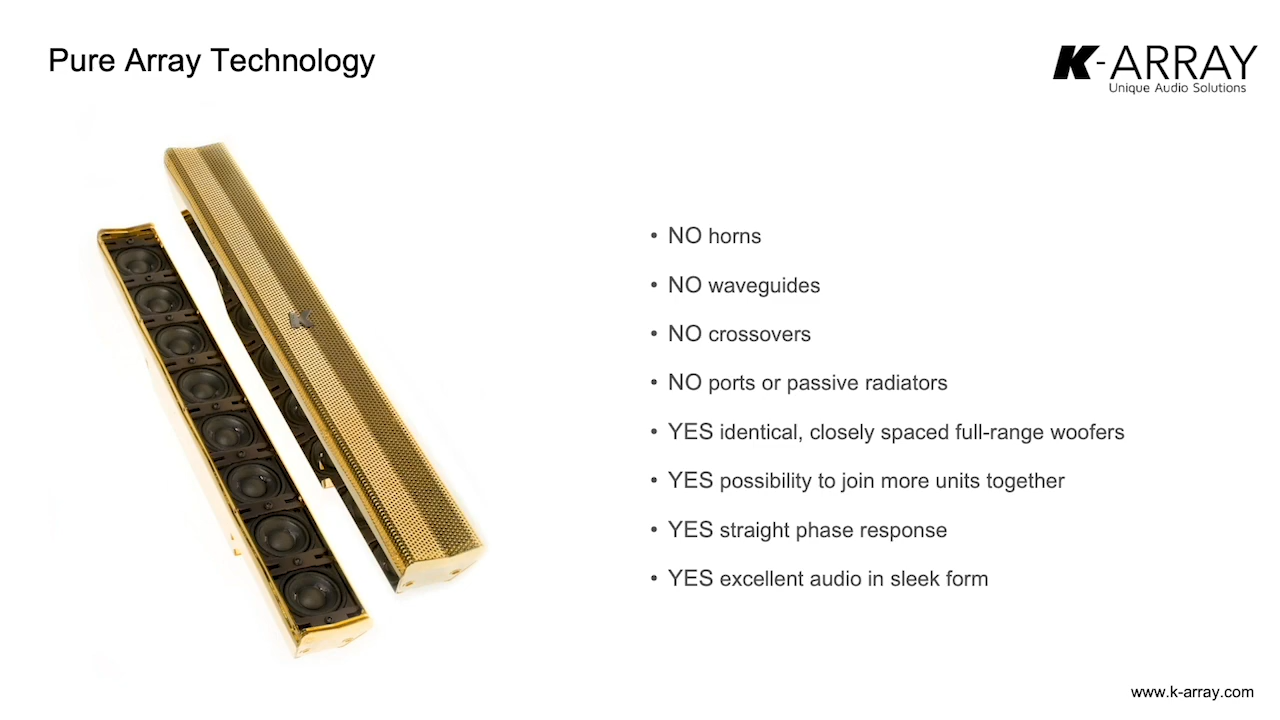 Pure Array Technology
K-ARRAY
Unique Audio Solutions
• NO horns
• NO waveguides
• NO crossovers
• NO ports or passive radiators
• YES identical, closely spaced full-range woofers
• YES possibility to join more units together
• YES straight phase response
• YES excellent audio in sleek form
K
www.k-array.com